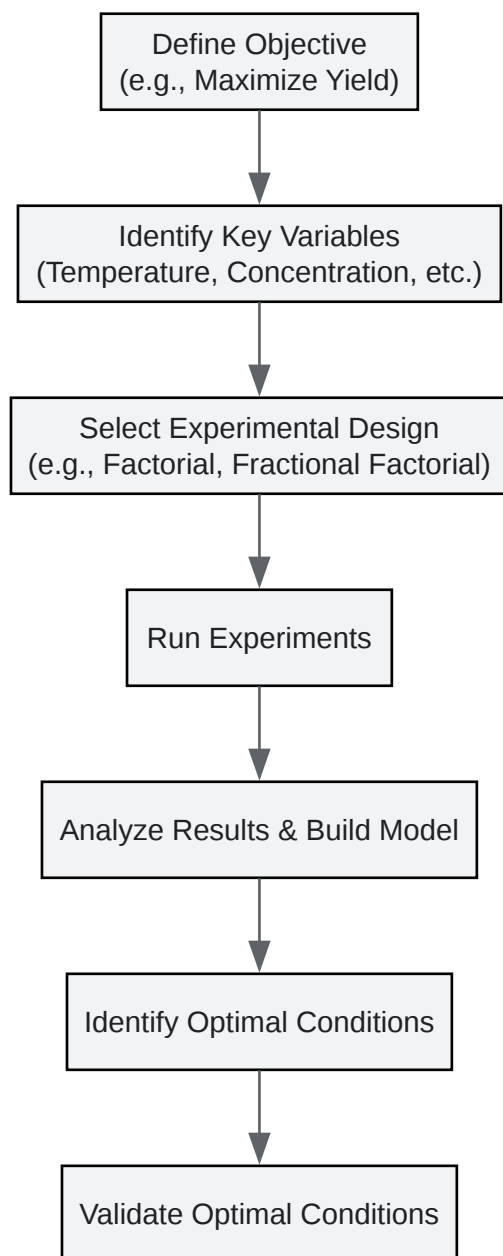 Define Objective
(e.g., Maximize Yield)
Identify Key Variables
(Temperature, Concentration, etc.)
Select Experimental Design
(e.g., Factorial, Fractional Factorial)
Run Experiments
Analyze Results & Build Model
Identify Optimal Conditions
Validate Optimal Conditions